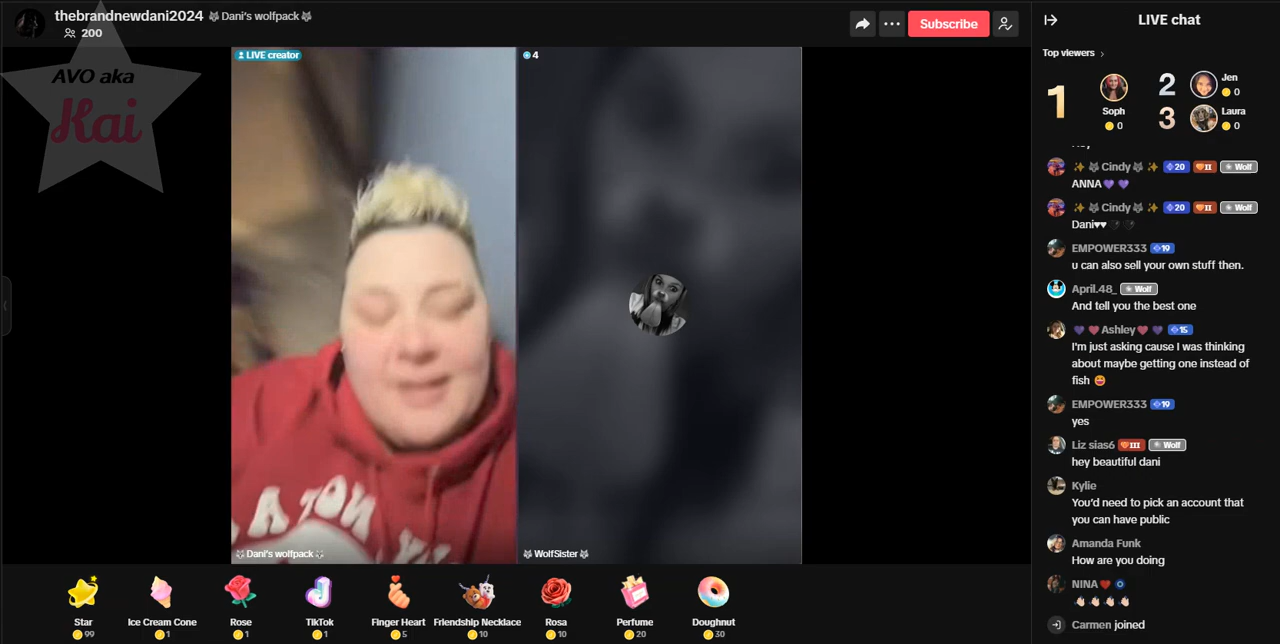 thebrandnewdani2024 🐺Dani's wolfpack🐺
200
Subscribe
AVO aka
Kai
LIVE creator
4
🐺Dani's wolfpack🐺
🐺WolfSister🐺
Star
99
Ice Cream Cone
1
Rose
1
TikTok
1
Finger Heart
5
Friendship Necklace
10
Rosa
10
Perfume
20
Doughnut
30
LIVE chat
Top viewers
1
Soph
0
2
Jen
0
3
Laura
0
✨🐺Cindy🐺✨ 20 II Wolf
ANNA💜💜
✨🐺Cindy🐺✨ 20 II Wolf
Dani♥♥🖤🖤
EMPOWER333 19
u can also sell your own stuff then.
April.48_ Wolf
And tell you the best one
💜❤️Ashley❤️💜 15
I'm just asking cause I was thinking
about maybe getting one instead of
fish 😄
EMPOWER333 19
yes
Liz sias6 III Wolf
hey beautiful dani
Kylie
You'd need to pick an account that
you can have public
Amanda Funk
How are you doing
NINA❤️🧿
👋🏻👋🏻👋🏻👋🏻
Carmen joined